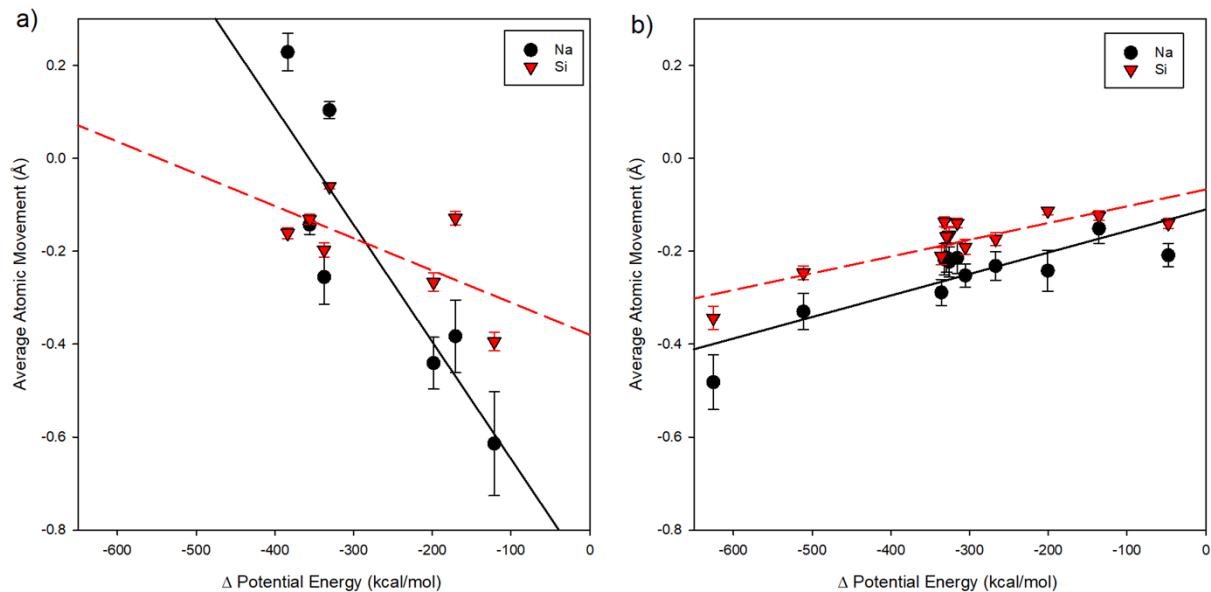 a)
Na
Si
0.2
0.0
-0.2
-0.4
-0.6
-0.8
Average Atomic Movement (Å)
-600
-500
-400
-300
-200
-100
0
Δ Potential Energy (kcal/mol)
b)
Na
Si
0.2
0.0
-0.2
-0.4
-0.6
-0.8
Average Atomic Movement (Å)
-600
-500
-400
-300
-200
-100
0
Δ Potential Energy (kcal/mol)